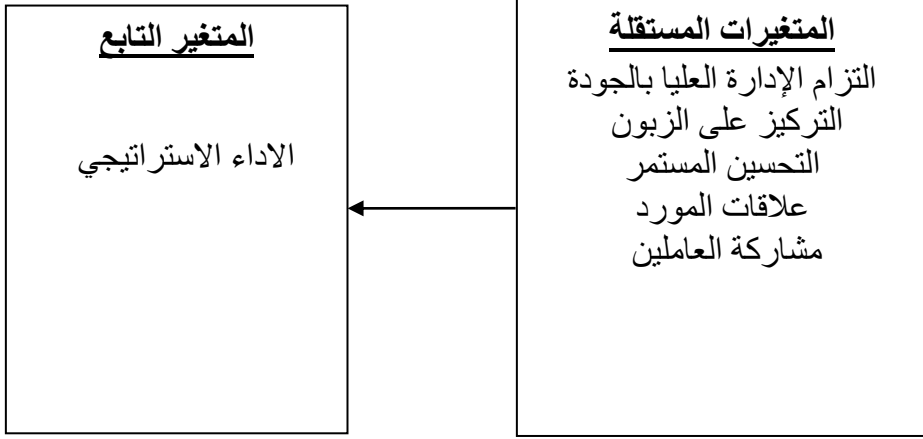 المتغيرات المستقلة
التزام الإدارة العليا بالجودة
التركيز على الزبون
التحسين المستمر
علاقات المورد
مشاركة العاملين
المتغير التابع
الاداء الاستراتيجي